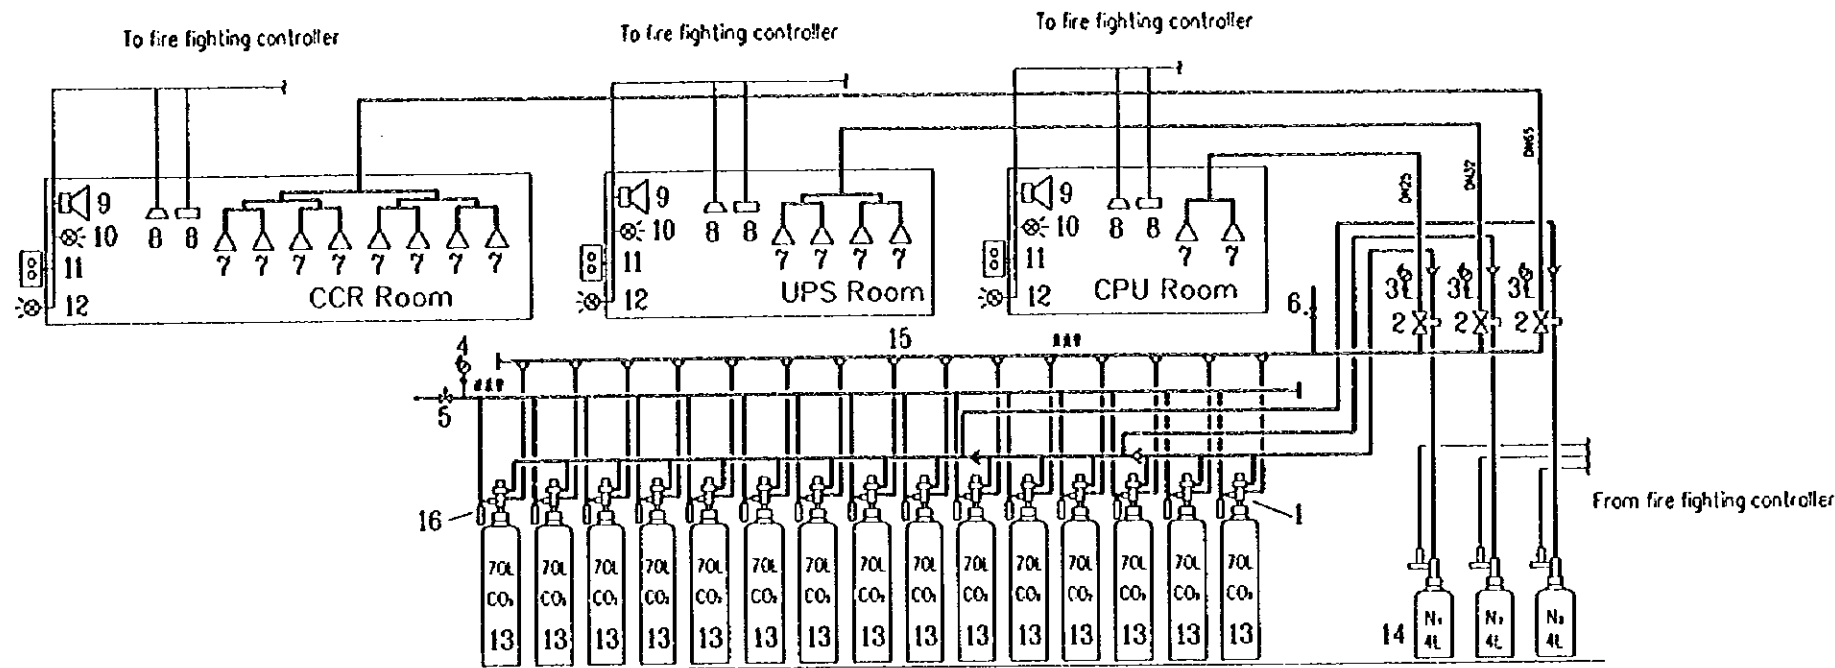 To fire fighting controller
To fire fighting controller
To fire fighting controller
DN25
DN32
DN65
9
10
8 8
7 7 7 7 7 7 7 7
11
12
CCR Room
9
10
8 8
7 7 7 7
11
12
UPS Room
9
10
8 8
7 7
11
12
CPU Room
6
3 3 3
2 2 2
4
15
5
16
1
From fire fighting controller
70L 70L 70L 70L 70L 70L 70L 70L 70L 70L 70L 70L 70L 70L 70L
CO₂ CO₂ CO₂ CO₂ CO₂ CO₂ CO₂ CO₂ CO₂ CO₂ CO₂ CO₂ CO₂ CO₂ CO₂
13 13 13 13 13 13 13 13 13 13 13 13 13 13 13
14
N₂ N₂ N₂
4L 4L 4L